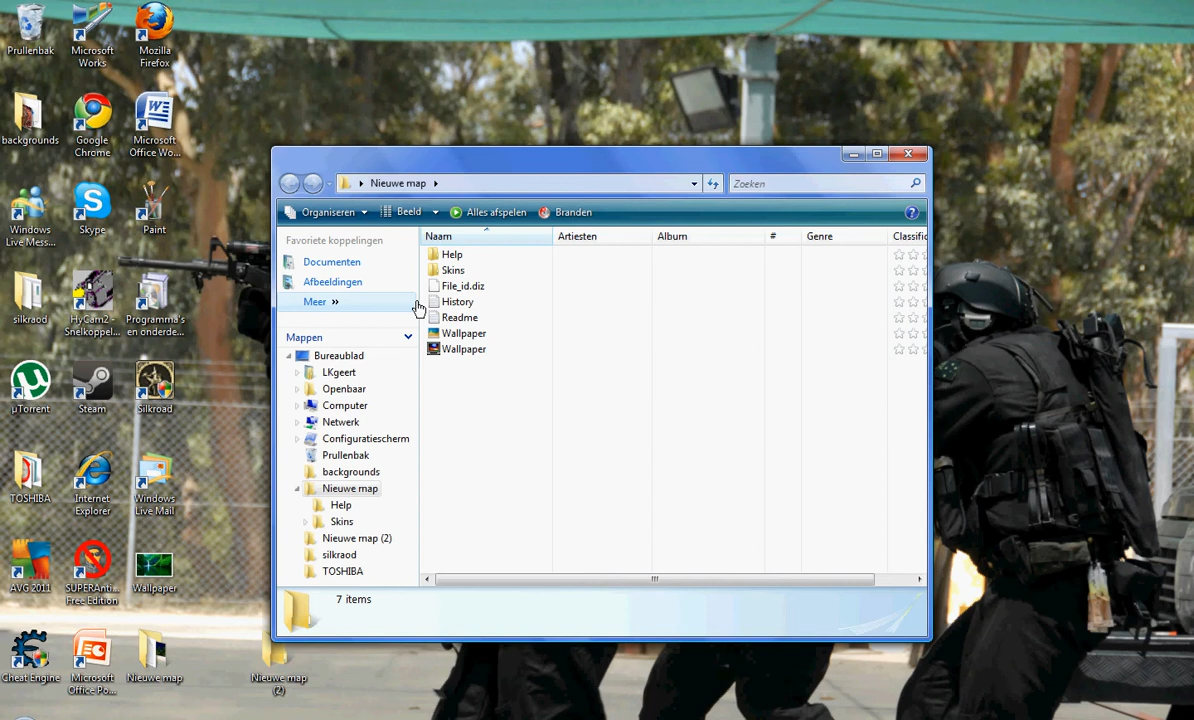 Prullenbak
Microsoft
Works
Mozilla
Firefox
backgrounds
Google
Chrome
Microsoft
Office Wo...
Windows
Live Mess...
Skype
Paint
silkraod
HyCam2 -
Snelkoppel...
Programma's
en onderde...
µTorrent
Steam
Silkroad
TOSHIBA
Internet
Explorer
Windows
Live Mail
AVG 2011
SUPERAnti...
Free Edition
Wallpaper
Cheat Engine
Microsoft
Office Po...
Nieuwe map
Nieuwe map
(2)
Nieuwe map
Zoeken
Organiseren
Beeld
Alles afspelen
Branden
Favoriete koppelingen
Documenten
Afbeeldingen
Meer »
Mappen
Bureaublad
LKgeert
Openbaar
Computer
Netwerk
Configuratiescherm
Prullenbak
backgrounds
Nieuwe map
Help
Skins
Nieuwe map (2)
silkraod
TOSHIBA
Naam Artiesten Album # Genre Classific
Help
Skins
File_id.diz
History
Readme
Wallpaper
Wallpaper
7 items